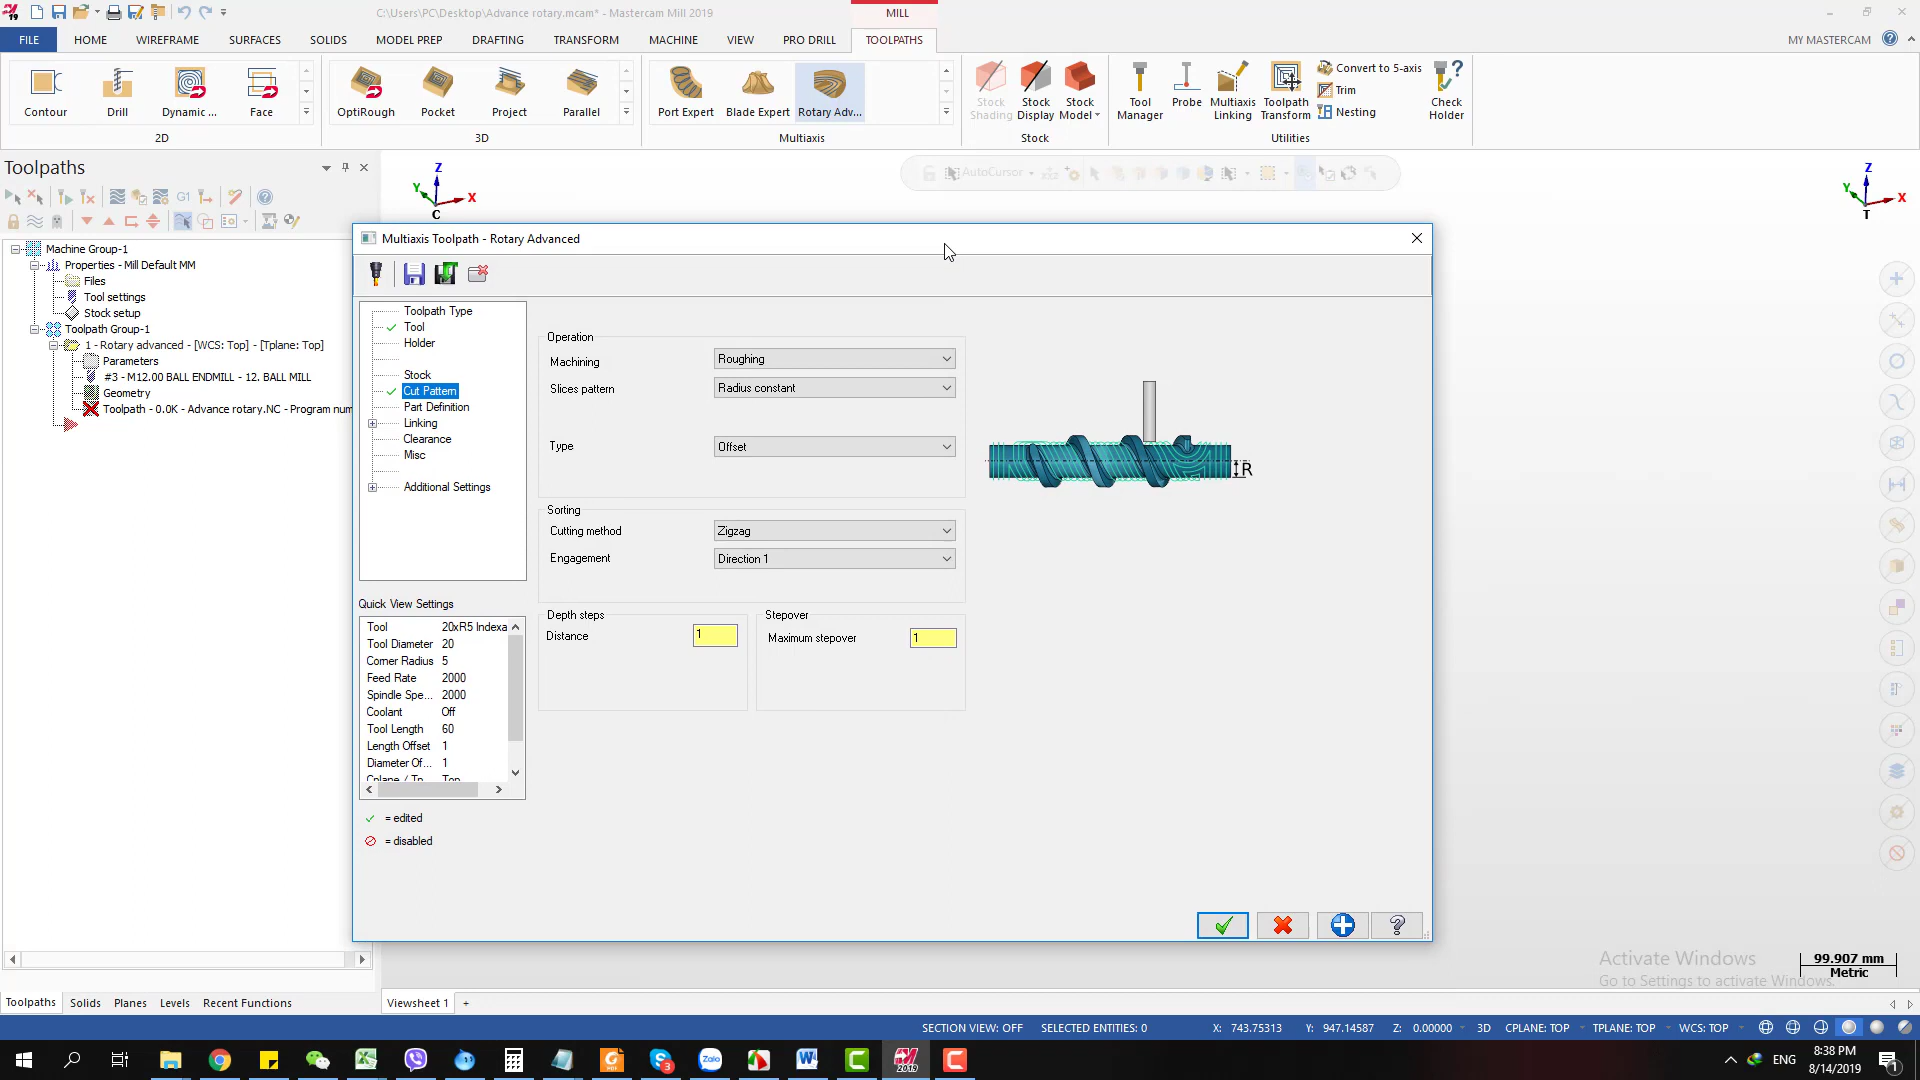 C:\Users\PC\Desktop\Advance rotary.mcam* - Mastercam Mill 2019
MILL
FILE HOME WIREFRAME SURFACES SOLIDS MODEL PREP DRAFTING TRANSFORM MACHINE VIEW PRO DRILL TOOLPATHS MY MASTERCAM
Contour Drill Dynamic ... Face OptiRough Pocket Project Parallel Port Expert Blade Expert Rotary Adv...
Stock Shading Stock Display Stock Model
Tool Manager Probe Multiaxis Linking Toolpath Transform
Convert to 5-axis
Trim
Nesting
Check Holder
2D 3D Multiaxis Stock Utilities
Toolpaths
AutoCursor
G1
Z
Y
X
C
Z
Y
X
T
Machine Group-1
Properties - Mill Default MM
Files
Tool settings
Stock setup
Toolpath Group-1
1 - Rotary advanced - [WCS: Top] - [Tplane: Top]
Parameters
#3 - M12.00 BALL ENDMILL - 12. BALL MILL
Geometry
Toolpath - 0.0K - Advance rotary.NC - Program num
Multiaxis Toolpath - Rotary Advanced
Toolpath Type
Tool
Holder
Stock
Cut Pattern
Part Definition
Linking
Clearance
Misc
Additional Settings
Operation
Machining Roughing
Slices pattern Radius constant
Type Offset
Sorting
Cutting method Zigzag
Engagement Direction 1
Depth steps
Distance 1
Stepover
Maximum stepover 1
R
Quick View Settings
Tool 20xR5 Indexa
Tool Diameter 20
Corner Radius 5
Feed Rate 2000
Spindle Spe... 2000
Coolant Off
Tool Length 60
Length Offset 1
Diameter Of... 1
Cplane / Tp... Top
= edited
= disabled
Activate Windows
Go to Settings to activate Windows.
99.907 mm
Metric
Toolpaths Solids Planes Levels Recent Functions
Viewsheet 1 +
SECTION VIEW: OFF SELECTED ENTITIES: 0 X: 743.75313 Y: 947.14587 Z: 0.00000 3D CPLANE: TOP TPLANE: TOP WCS: TOP
ENG
8:38 PM
8/14/2019